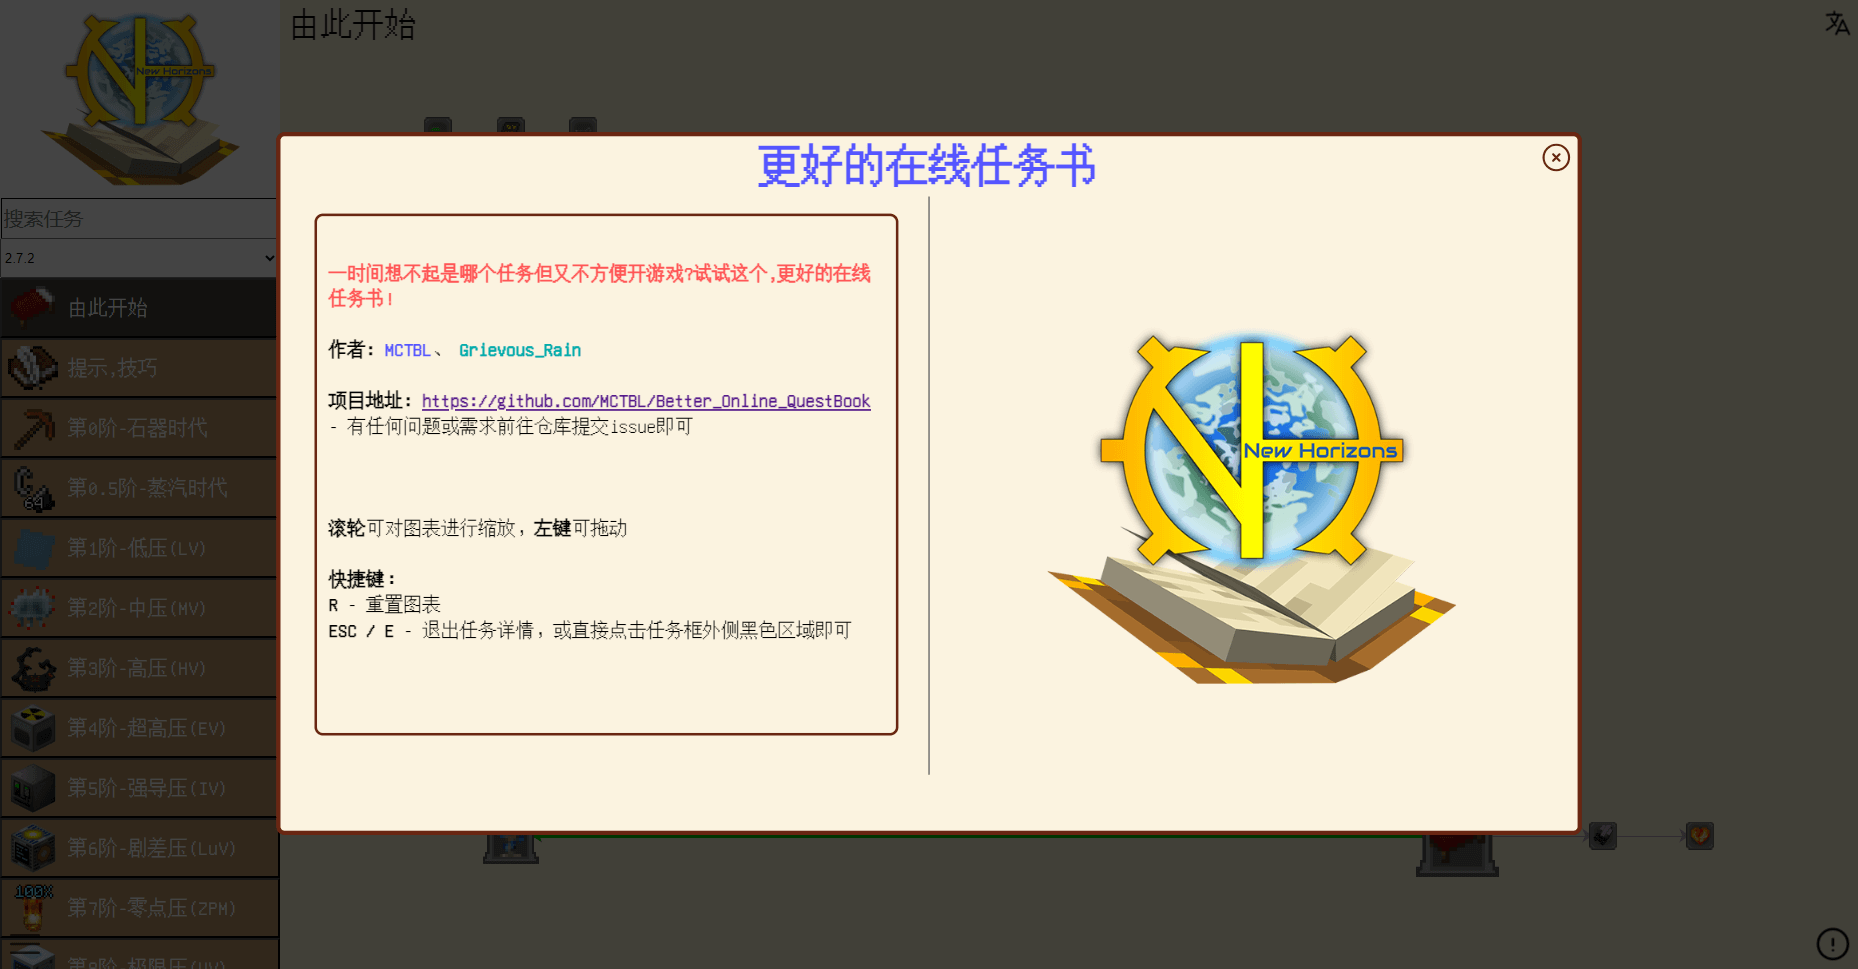 New Horizons
由此开始
搜索任务
2.7.2
由此开始
提示,技巧
第0阶-石器时代
第0.5阶-蒸汽时代
64
第1阶-低压(LV)
第2阶-中压(MV)
第3阶-高压(HV)
第4阶-超高压(EV)
第5阶-强导压(IV)
第6阶-剧差压(LuV)
100%
第7阶-零点压(ZPM)
第8阶-极限压(UV)
更好的在线任务书
一时间想不起是哪个任务但又不方便开游戏?试试这个,更好的在线
任务书!
作者: MCTBL、 Grievous_Rain
项目地址: https://github.com/MCTBL/Better_Online_QuestBook
- 有任何问题或需求前往仓库提交issue即可
滚轮可对图表进行缩放，左键可拖动
快捷键:
R - 重置图表
ESC / E - 退出任务详情，或直接点击任务框外侧黑色区域即可
New Horizons